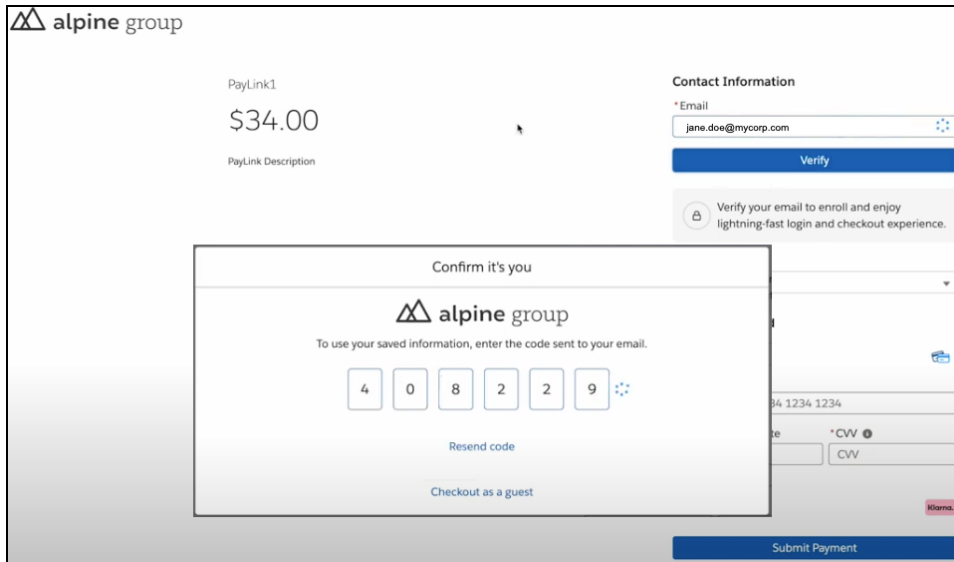 alpine group
PayLink1
$34.00
PayLink Description
Contact Information
*Email
jane.doe@mycorp.com
Verify
Verify your email to enroll and enjoy
lightning-fast login and checkout experience.
Confirm it's you
alpine group
To use your saved information, enter the code sent to your email.
4 0 8 2 2 9
Resend code
Checkout as a guest
1234 1234
*CVV
CVV
Klarna.
Submit Payment